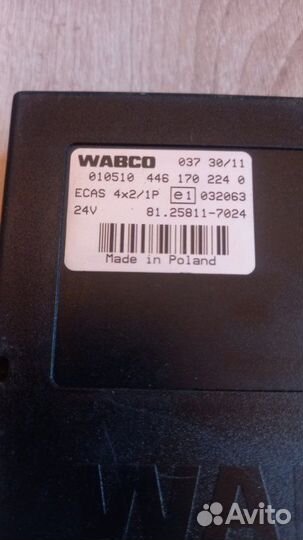 WABCO 037 30/11
010510 446 170 224 0
ECAS 4x2/1P e1 032063
24V 81.25811-7024
Made in Poland
WA
Avito